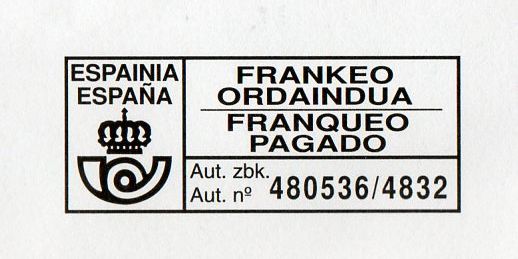 ESPAINIA
ESPAÑA
FRANKEO
ORDAINDUA
FRANQUEO
PAGADO
Aut. zbk.
Aut. nº 480536/4832